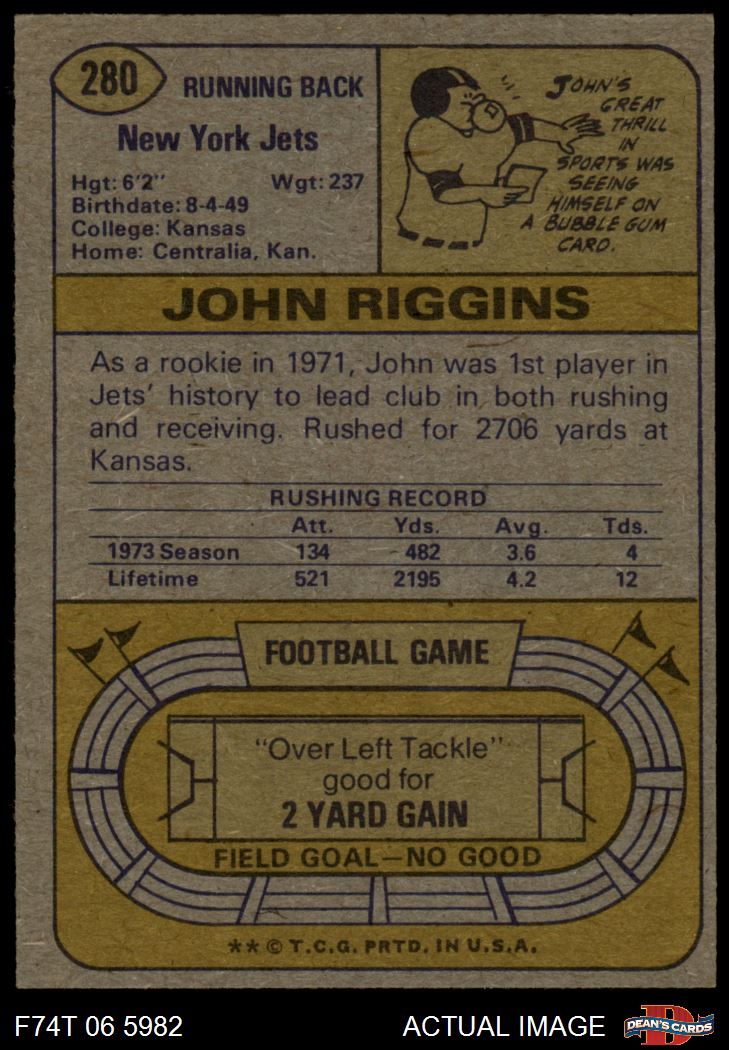 280
RUNNING BACK
New York Jets
Hgt: 6'2" Wgt: 237
Birthdate: 8-4-49
College: Kansas
Home: Centralia, Kan.
JOHN'S
GREAT
THRILL
IN
SPORTS WAS
SEEING
HIMSELF ON
A BUBBLE GUM
CARD.
JOHN RIGGINS
As a rookie in 1971, John was 1st player in
Jets' history to lead club in both rushing
and receiving. Rushed for 2706 yards at
Kansas.
RUSHING RECORD
Att. Yds. Avg. Tds.
1973 Season 134 482 3.6 4
Lifetime 521 2195 4.2 12
FOOTBALL GAME
"Over Left Tackle"
good for
2 YARD GAIN
FIELD GOAL—NO GOOD
** © T.C.G. PRTD. IN U.S.A.
F74T 06 5982 ACTUAL IMAGE
D
DEAN'S CARDS